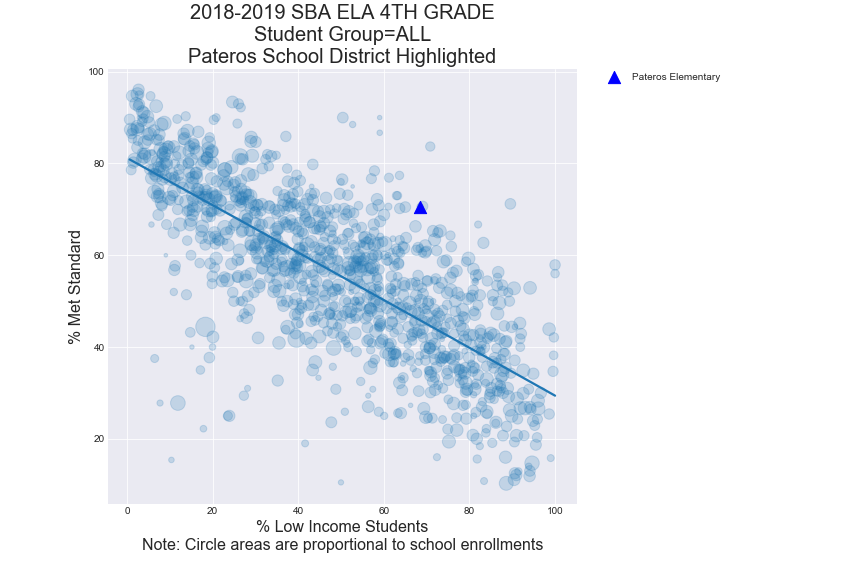 2018-2019 SBA ELA 4TH GRADE
Student Group=ALL
Pateros School District Highlighted
Pateros Elementary
100
80
60
40
20
% Met Standard
0 20 40 60 80 100
% Low Income Students
Note: Circle areas are proportional to school enrollments